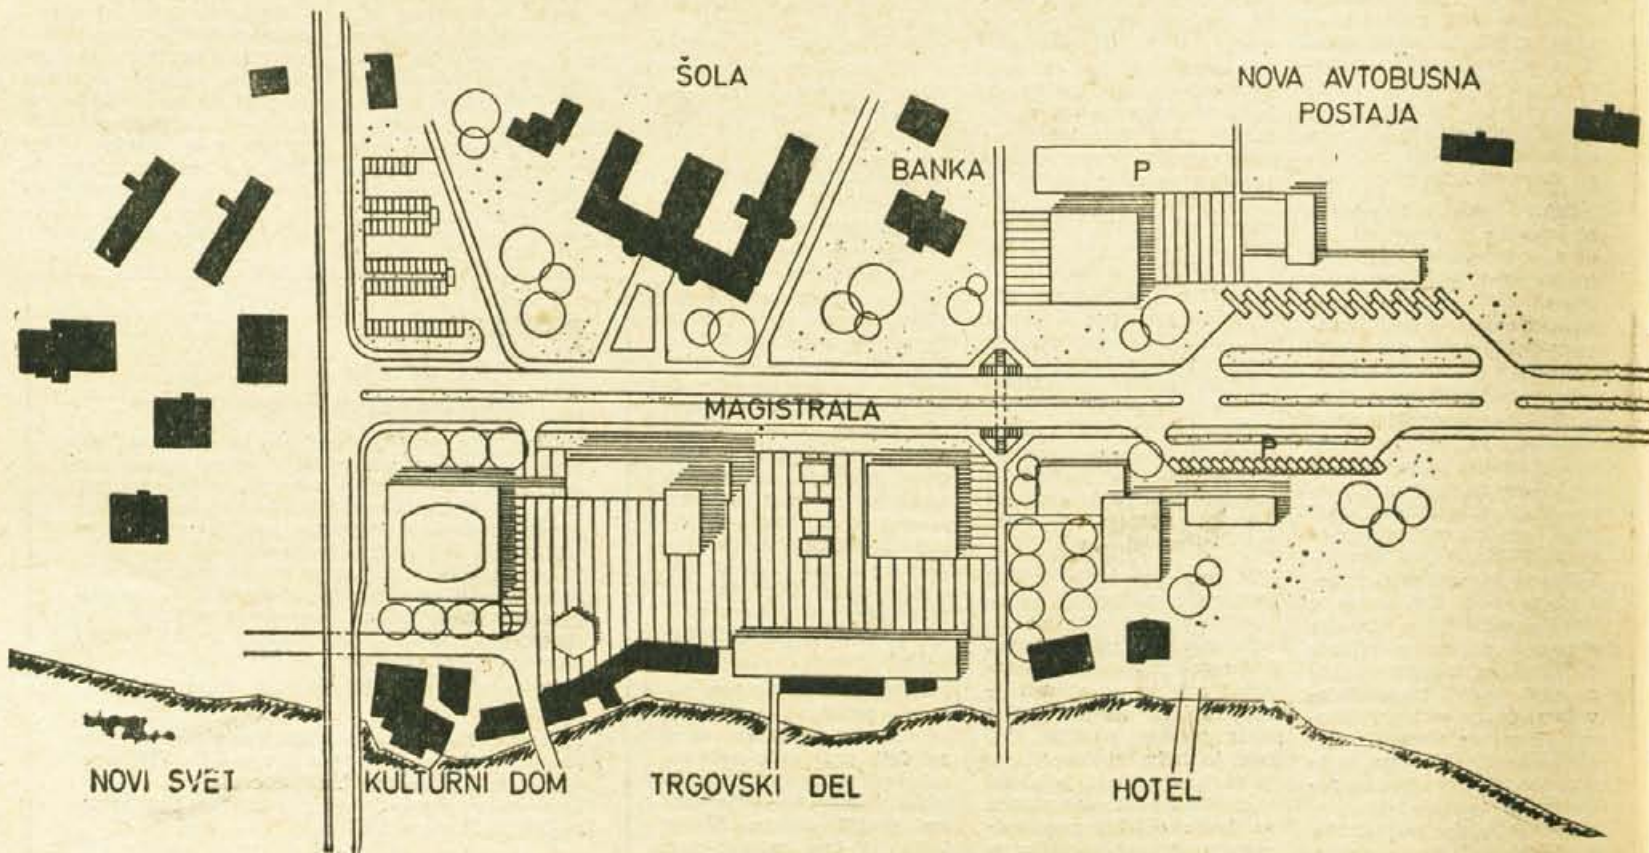 ŠOLA
NOVA AVTOBUSNA
POSTAJA
BANKA
P
MAGISTRALA
P
NOVI SVET
KULTURNI DOM
TRGOVSKI DEL
HOTEL